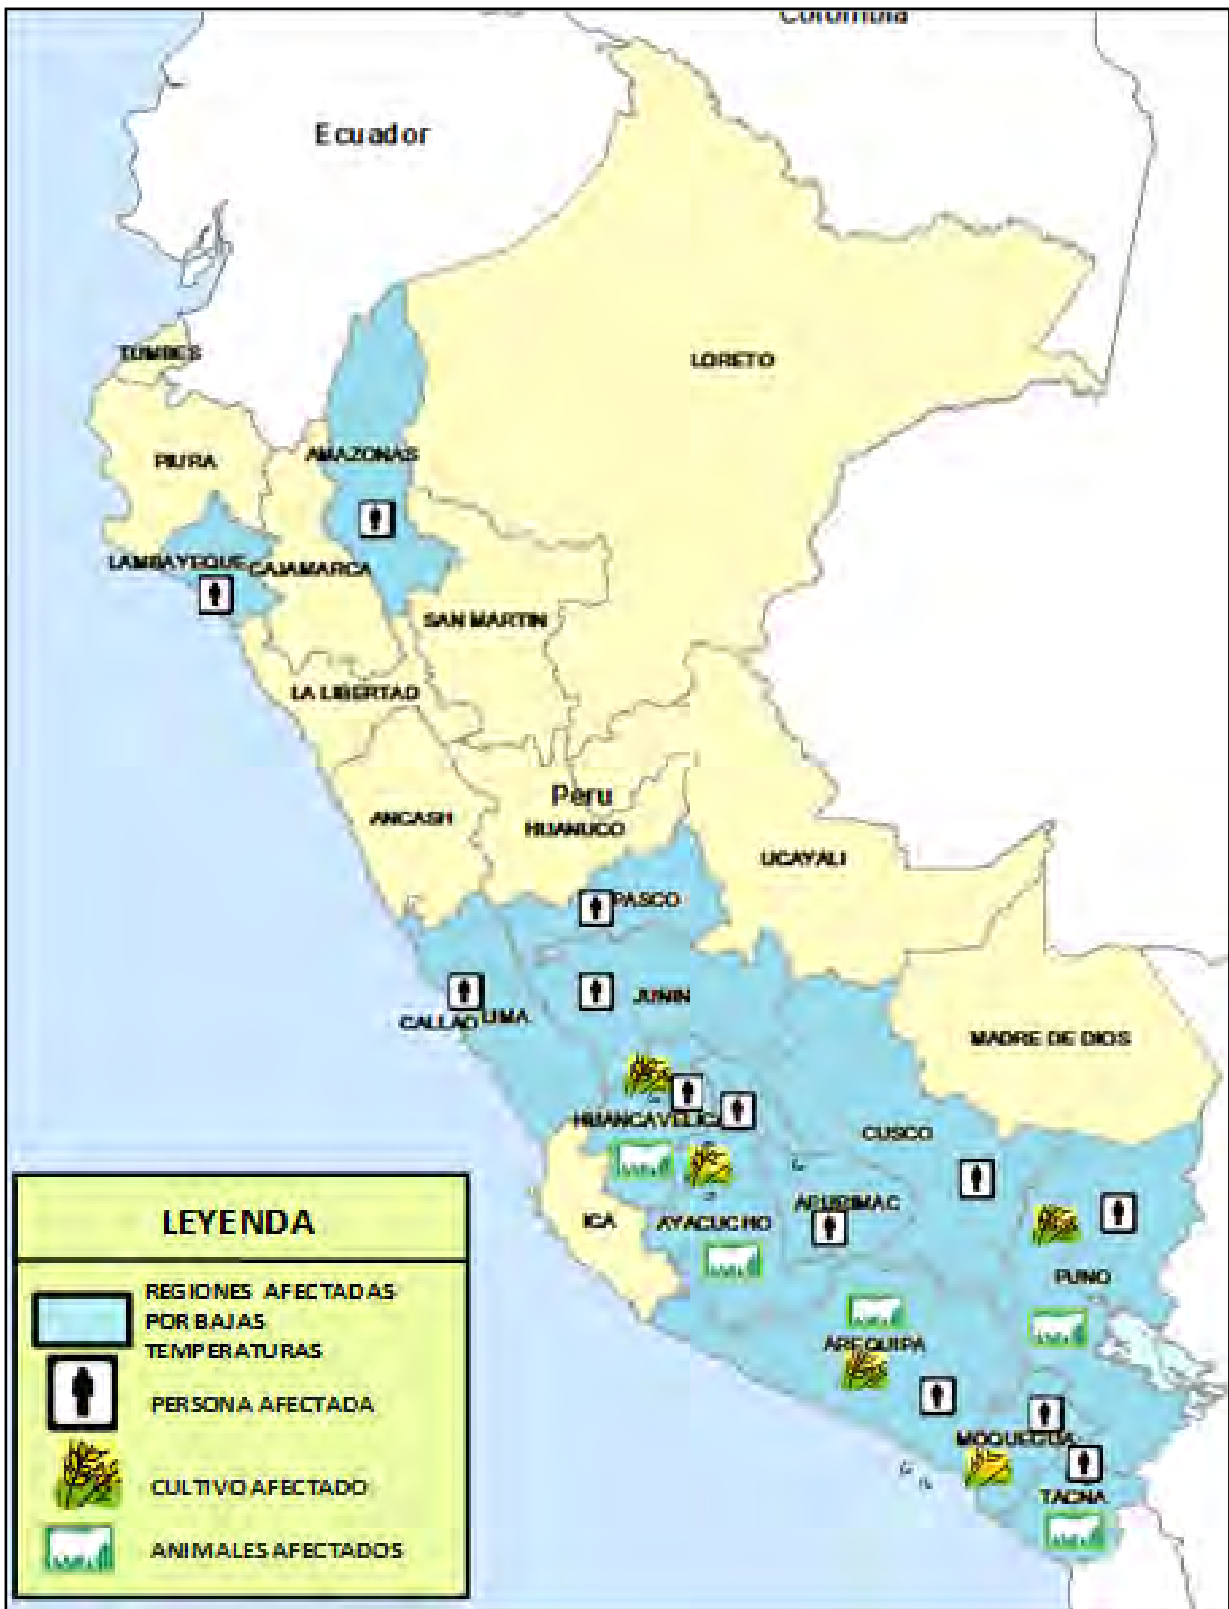 Colombia
Ecuador
TUMBES
LORETO
PIURA
AMAZONAS
LAMBAYEQUE
CAJAMARCA
SAN MARTIN
LA LIBERTAD
Peru
ANCASH
HUANUCO
UCAYALI
PASCO
JUNIN
CALLAO LIMA
MADRE DE DIOS
HUANCAVELICA
CUSCO
APURIMAC
ICA
AYACUCHO
PUNO
AREQUIPA
MOQUEGUA
TACNA
LEYENDA
REGIONES AFECTADAS
POR BAJAS
TEMPERATURAS
PERSONA AFECTADA
CULTIVO AFECTADO
ANIMALES AFECTADOS